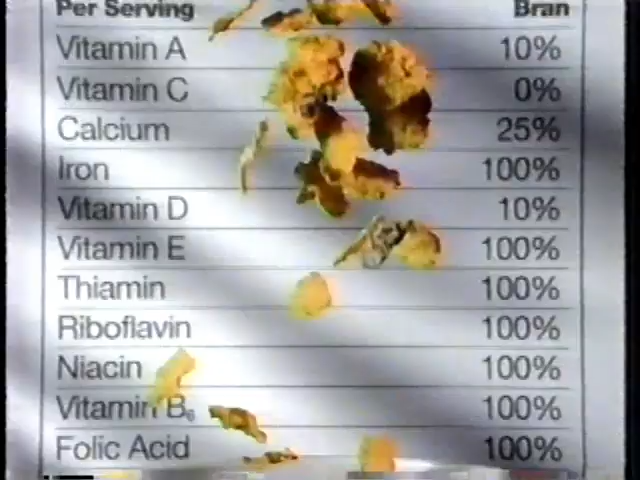 Per Serving Bran
Vitamin A 10%
Vitamin C 0%
Calcium 25%
Iron 100%
Vitamin D 10%
Vitamin E 100%
Thiamin 100%
Riboflavin 100%
Niacin 100%
Vitamin B₆ 100%
Folic Acid 100%